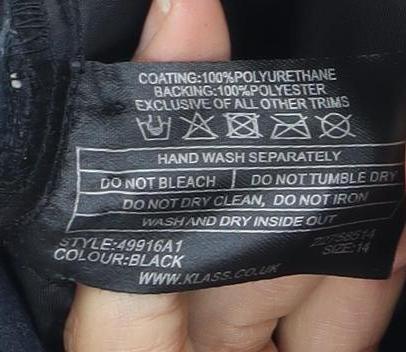 COATING:100%POLYURETHANE
BACKING:100%POLYESTER
EXCLUSIVE OF ALL OTHER TRIMS
HAND WASH SEPARATELY
DO NOT BLEACH DO NOT TUMBLE DRY
DO NOT DRY CLEAN, DO NOT IRON
WASH AND DRY INSIDE OUT
STYLE:49916A1
COLOUR:BLACK SIZE:14
WWW.KLASS.CO.UK